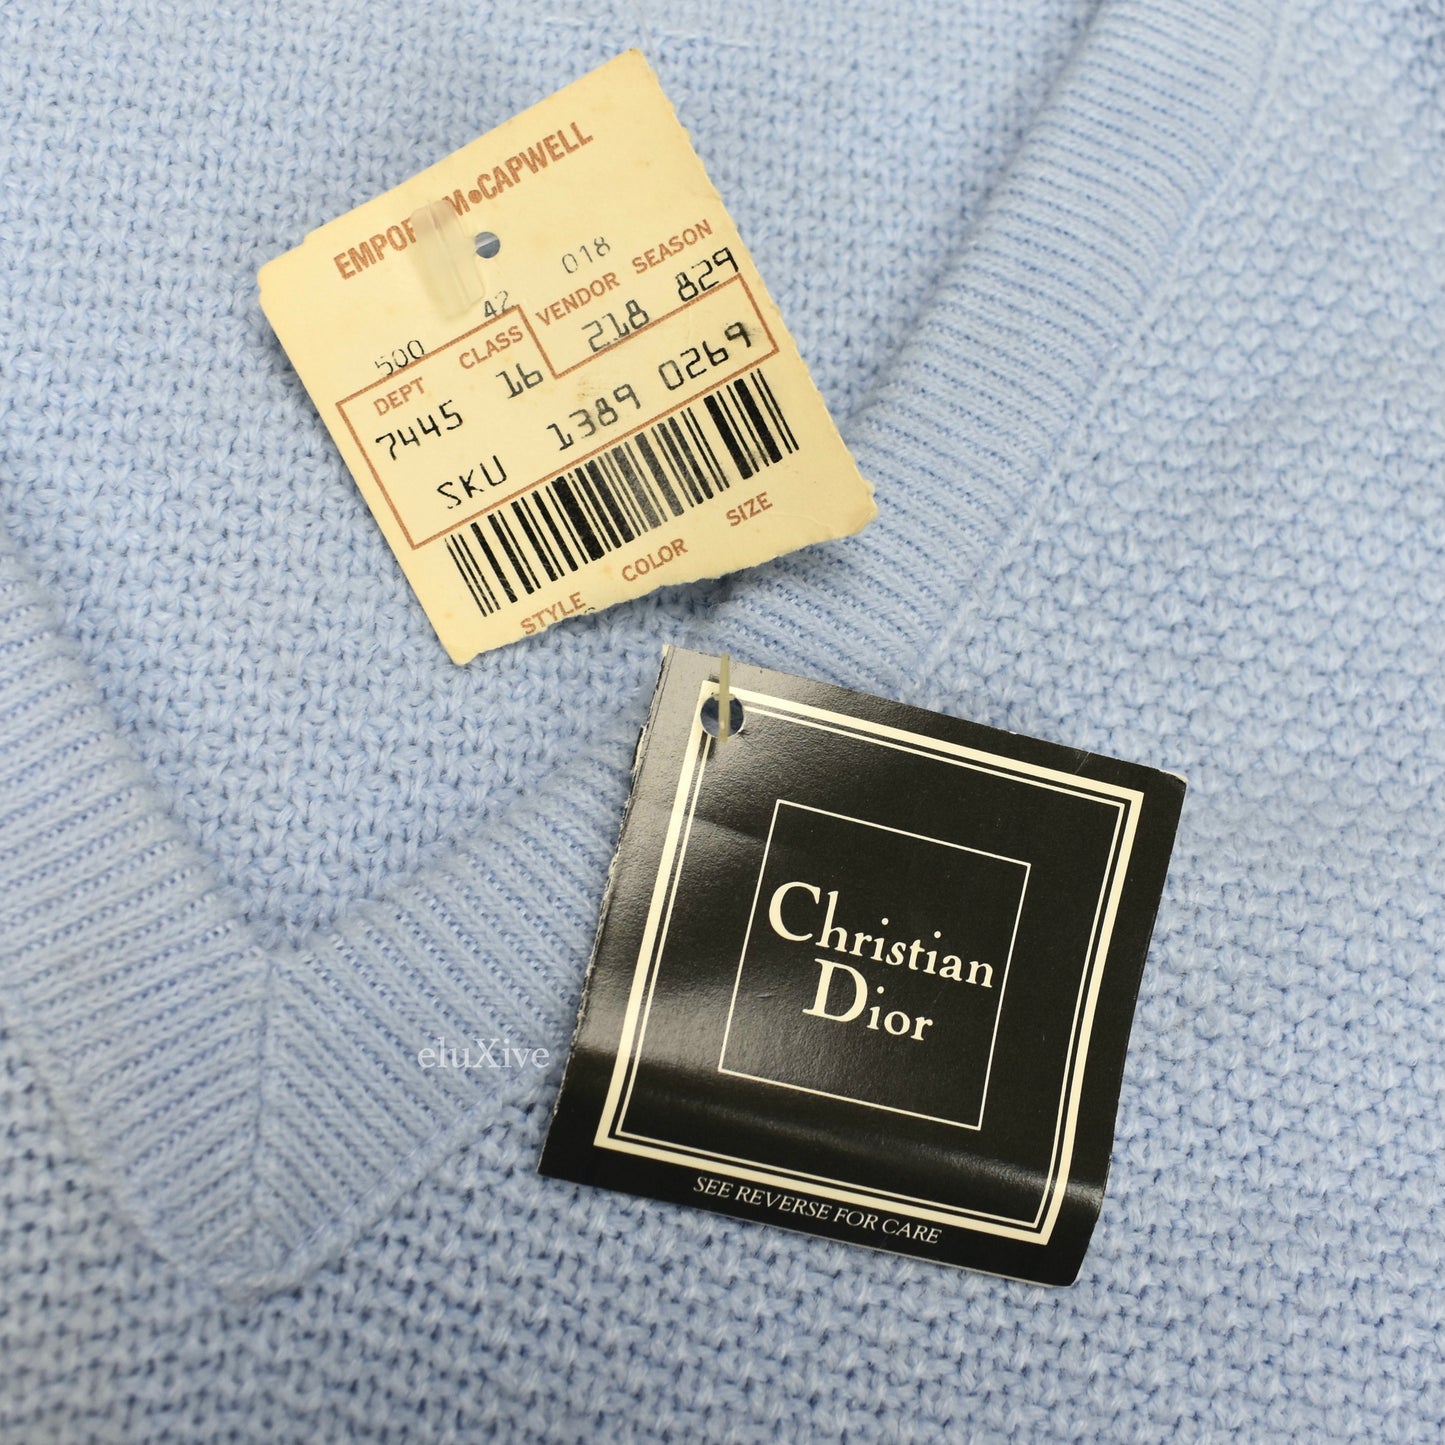 EMPORIUM•CAPWELL
018
500 42
DEPT CLASS VENDOR SEASON
7445 16 218 829
SKU 1389 0269
STYLE COLOR SIZE
Christian
Dior
SEE REVERSE FOR CARE
eluXive